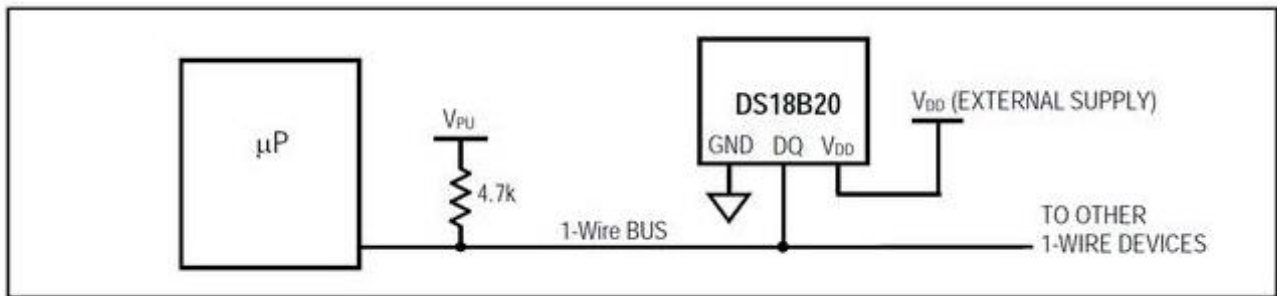 μP
VPU
4.7k
1-Wire BUS
DS18B20
GND DQ VDD
VDD (EXTERNAL SUPPLY)
TO OTHER
1-WIRE DEVICES